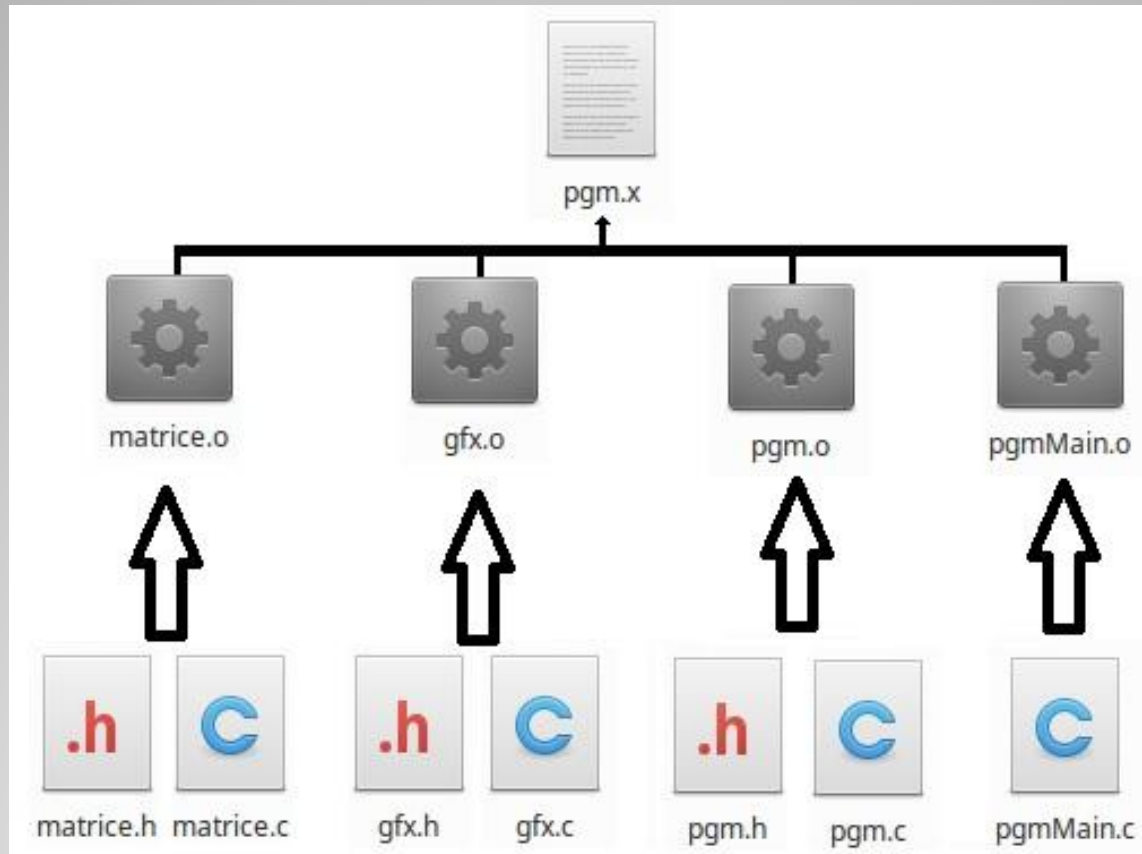 pgm.x
matrice.o
gfx.o
pgm.o
pgmMain.o
.h
C
.h
C
.h
C
C
matrice.h
matrice.c
gfx.h
gfx.c
pgm.h
pgm.c
pgmMain.c